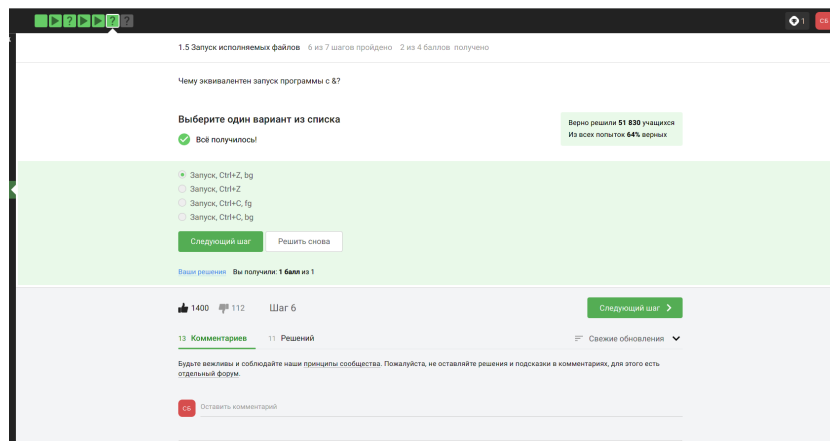 ? ? ? 1 СБ
1.5 Запуск исполняемых файлов 6 из 7 шагов пройдено 2 из 4 баллов получено
Чему эквивалентен запуск программы с &?
Выберите один вариант из списка
Всё получилось!
Верно решили 51 830 учащихся
Из всех попыток 64% верных
Запуск, Ctrl+Z, bg
Запуск, Ctrl+Z
Запуск, Ctrl+C, fg
Запуск, Ctrl+C, bg
Следующий шаг Решить снова
Ваши решения Вы получили: 1 балл из 1
1400 112 Шаг 6 Следующий шаг
13 Комментариев 11 Решений Свежие обновления
Будьте вежливы и соблюдайте наши принципы сообщества. Пожалуйста, не оставляйте решения и подсказки в комментариях, для этого есть
отдельный форум.
СБ Оставить комментарий